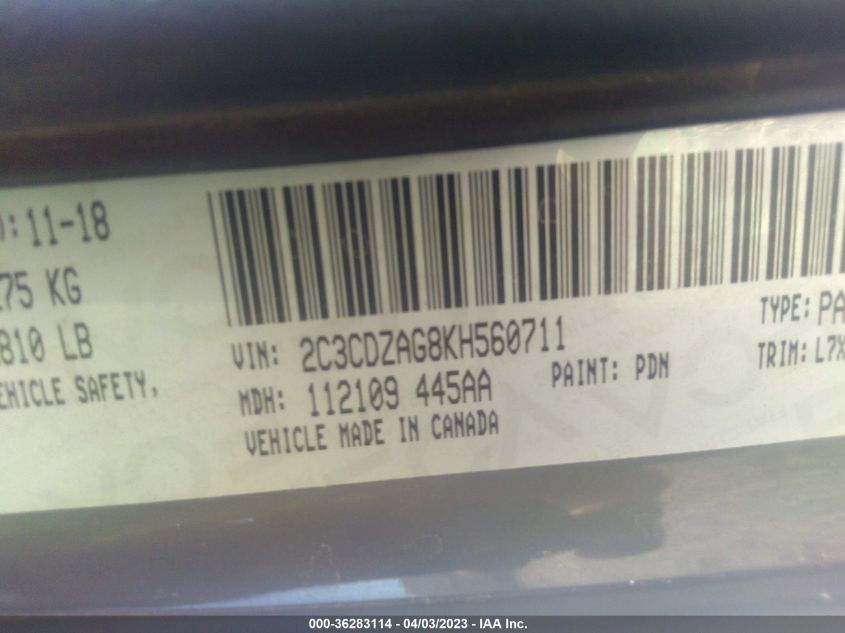 11-18
75 KG
810 LB
VEHICLE SAFETY,
VIN: 2C3CDZAG8KH560711
TYPE: PA
MDH: 112109 445AA
PAINT: PDN
TRIM: L7X
VEHICLE MADE IN CANADA
000-36283114 - 04/03/2023 - IAA Inc.